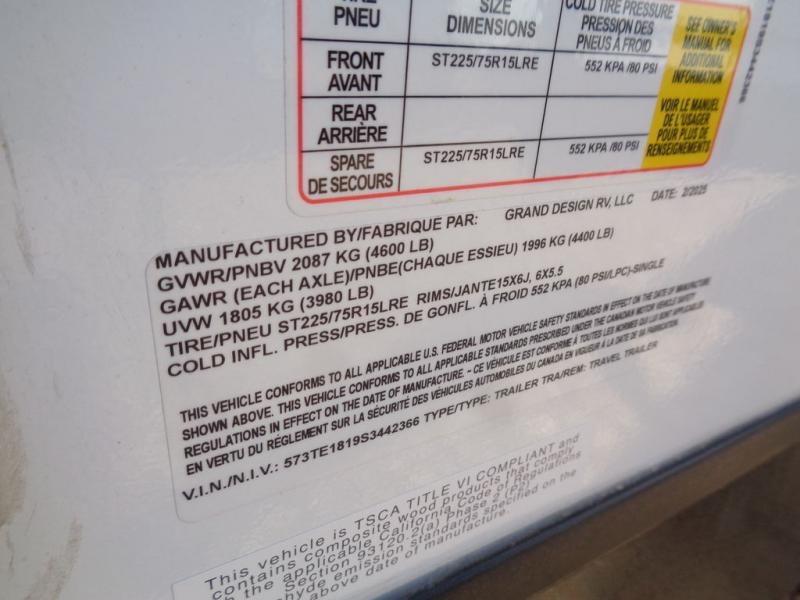 PNEU
SIZE
DIMENSIONS
COLD TIRE PRESSURE
PRESSION DES
PNEUS À FROID
SEE OWNER'S
MANUAL FOR
ADDITIONAL
INFORMATION
VOIR LE MANUEL
DE L'USAGER
POUR PLUS DE
RENSEIGNEMENTS
FRONT
AVANT
ST225/75R15LRE
552 KPA /80 PSI
REAR
ARRIÈRE
SPARE
DE SECOURS
ST225/75R15LRE
552 KPA /80 PSI
MANUFACTURED BY/FABRIQUE PAR: GRAND DESIGN RV, LLC DATE: 2/2025
GVWR/PNBV 2087 KG (4600 LB)
GAWR (EACH AXLE)/PNBE(CHAQUE ESSIEU) 1996 KG (4400 LB)
UVW 1805 KG (3980 LB)
TIRE/PNEU ST225/75R15LRE RIMS/JANTE15X6J, 6X5.5
COLD INFL. PRESS/PRESS. DE GONFL. À FROID 552 KPA (80 PSI/LPC)-SINGLE
THIS VEHICLE CONFORMS TO ALL APPLICABLE U.S. FEDERAL MOTOR VEHICLE SAFETY STANDARDS IN EFFECT ON THE DATE OF MANUFACTURE
SHOWN ABOVE. THIS VEHICLE CONFORMS TO ALL APPLICABLE STANDARDS PRESCRIBED UNDER THE CANADIAN MOTOR VEHICLE SAFETY
REGULATIONS IN EFFECT ON THE DATE OF MANUFACTURE. - CE VÉHICULE EST CONFORME À TOUTES LES NORMES QUI LUI SONT APPLICABLES
EN VERTU DU RÈGLEMENT SUR LA SÉCURITÉ DES VÉHICULES AUTOMOBILES DU CANADA EN VIGUEUR À LA DATE DE SA FABRICATION.
V.I.N./N.I.V.: 573TE1819S3442366 TYPE/TYPE: TRAILER TRA/REM: TRAVEL TRAILER
This vehicle is TSCA TITLE VI COMPLIANT and
contains composite wood products that comply
the applicable California Code of Regulations
Section 93120.2(a) Phase 2 (P2)
emission standards specified on the
above date of manufacture.